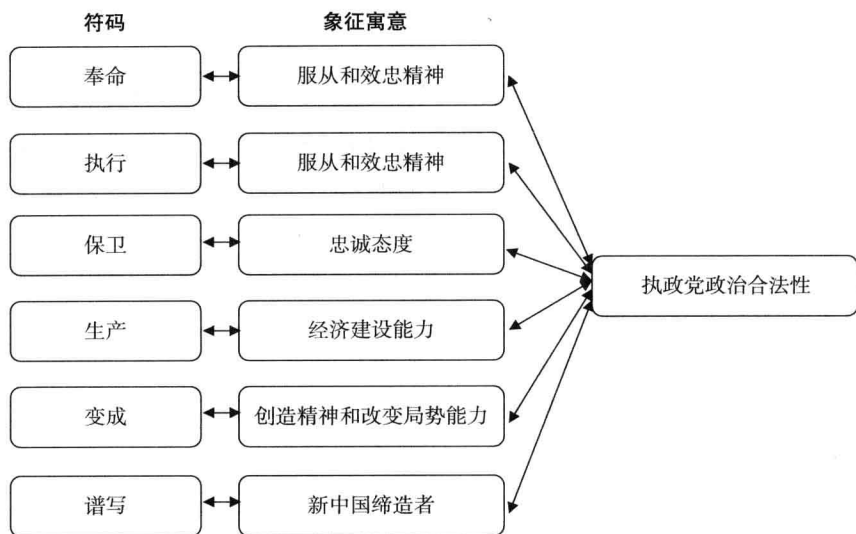 符码 象征寓意
奉命 服从和效忠精神
执行 服从和效忠精神
保卫 忠诚态度
执政党政治合法性
生产 经济建设能力
变成 创造精神和改变局势能力
谱写 新中国缔造者